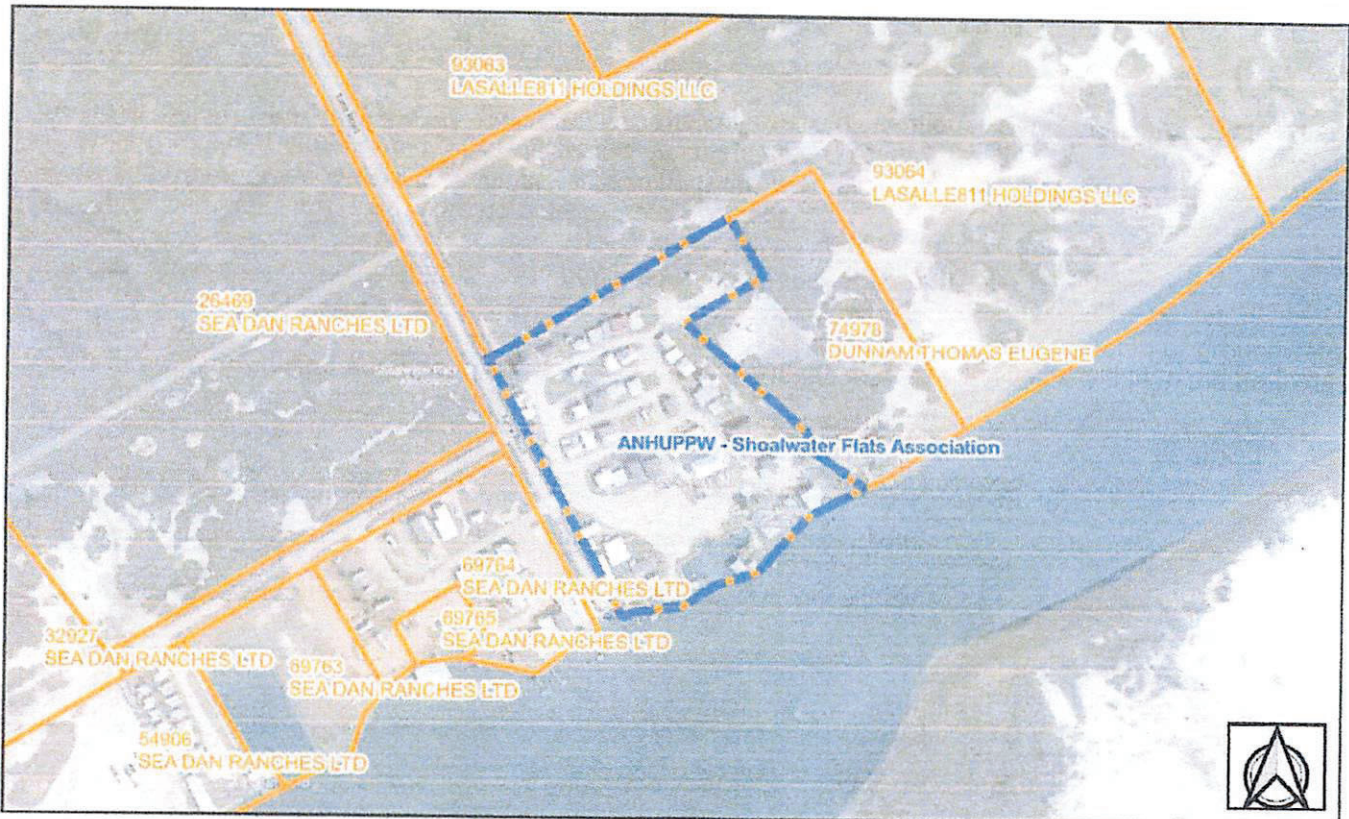 93063
LASALLE811 HOLDINGS LLC
93064
LASALLE811 HOLDINGS LLC
26469
SEA DAN RANCHES LTD
74978
DUNNAM THOMAS EUGENE
ANHUPPW - Shoalwater Flats Association
69764
SEA DAN RANCHES LTD
69765
SEA DAN RANCHES LTD
32927
SEA DAN RANCHES LTD
69763
SEA DAN RANCHES LTD
54906
SEA DAN RANCHES LTD